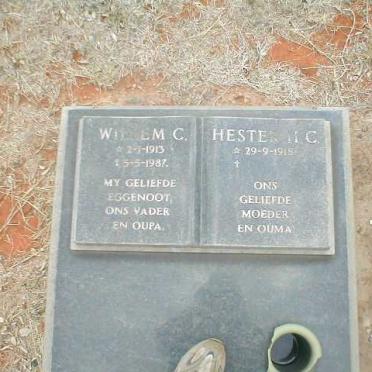 WILLEM C.
☆ 2-1-1913
† 5-5-1987.
MY GELIEFDE
EGGENOOT,
ONS VADER
EN OUPA.
HESTER H C.
☆ 29-9-1918
†
ONS
GELIEFDE
MOEDER
EN OUMA